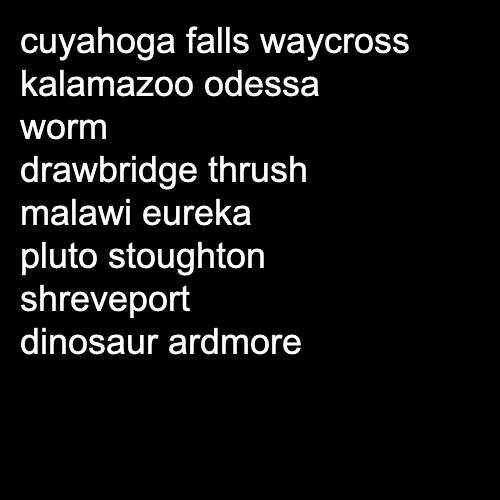 cuyahoga falls waycross
kalamazoo odessa
worm
drawbridge thrush
malawi eureka
pluto stoughton
shreveport
dinosaur ardmore